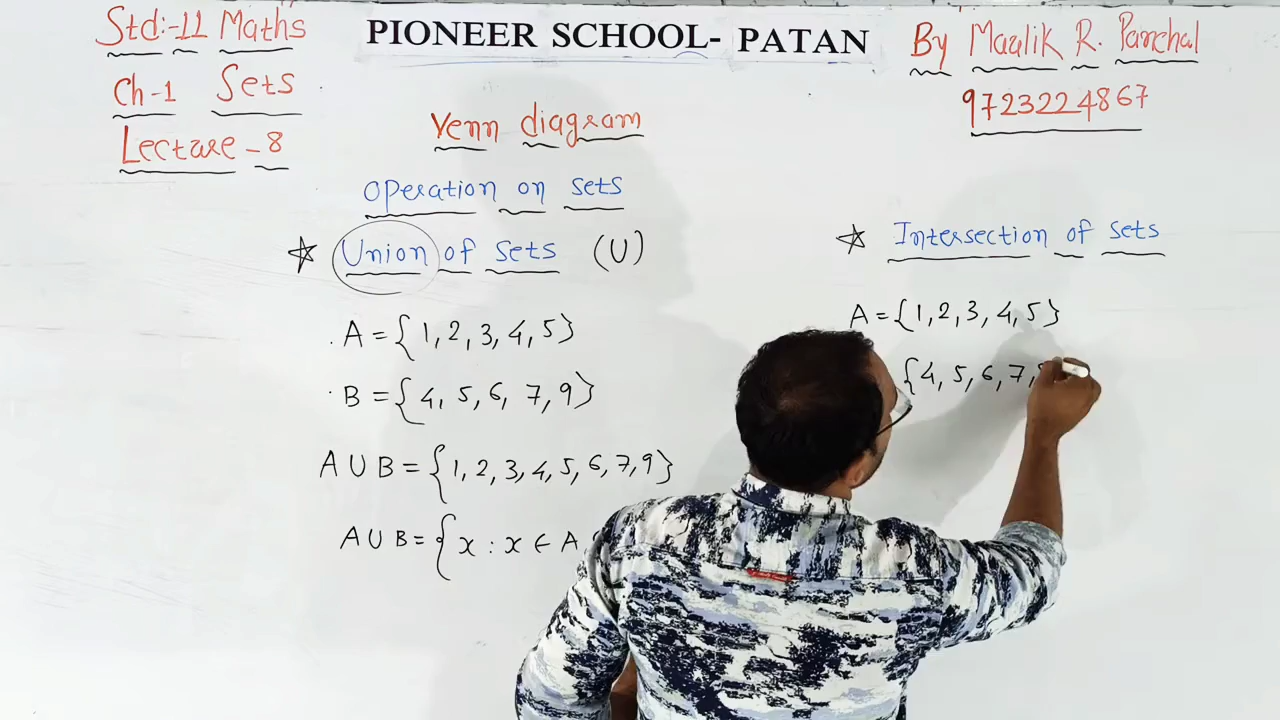 Std:-11 Maths
Ch-1 Sets
Lecture-8
PIONEER SCHOOL- PATAN
By Maulik R. Panchal
9723224867
Venn diagram
Operation on sets
☆ Union of sets (U)
A = {1, 2, 3, 4, 5}
B = {4, 5, 6, 7, 9}
A U B = {1, 2, 3, 4, 5, 6, 7, 9}
A U B = { x : x ∈ A
☆ Intersection of sets
A = {1, 2, 3, 4, 5}
{4, 5, 6, 7,